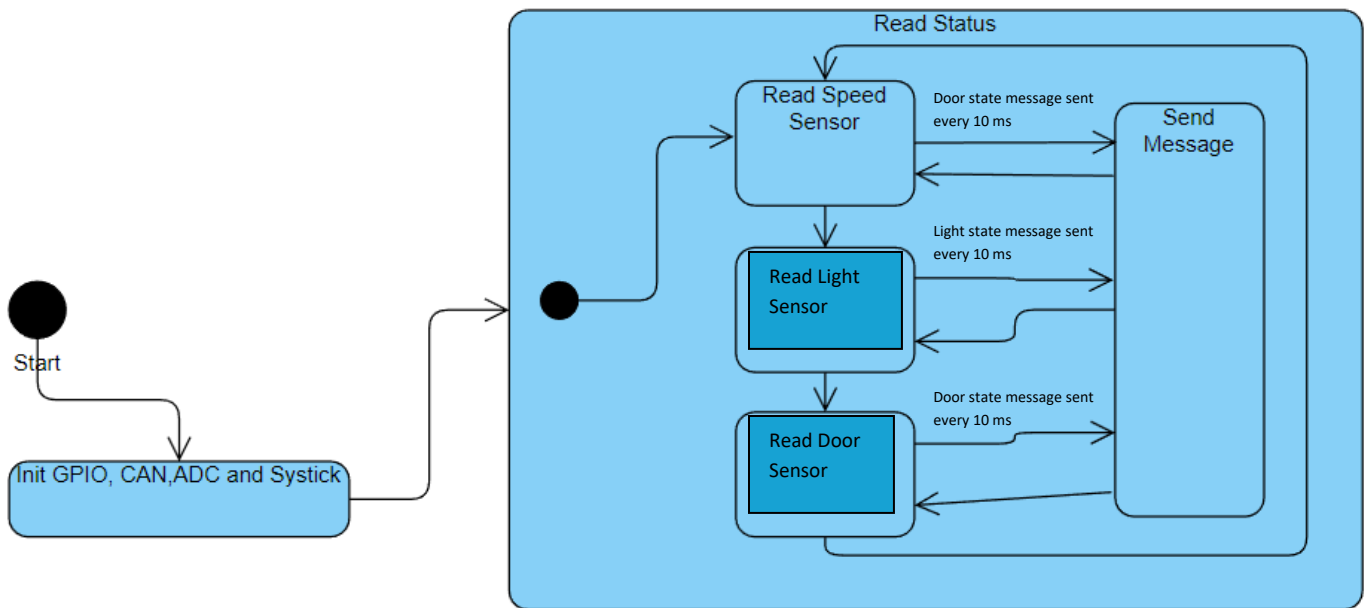 Read Status
Read Speed
Sensor
Door state message sent
every 10 ms
Send
Message
Light state message sent
every 10 ms
Read Light
Sensor
Start
Door state message sent
every 10 ms
Read Door
Sensor
Init GPIO, CAN,ADC and Systick